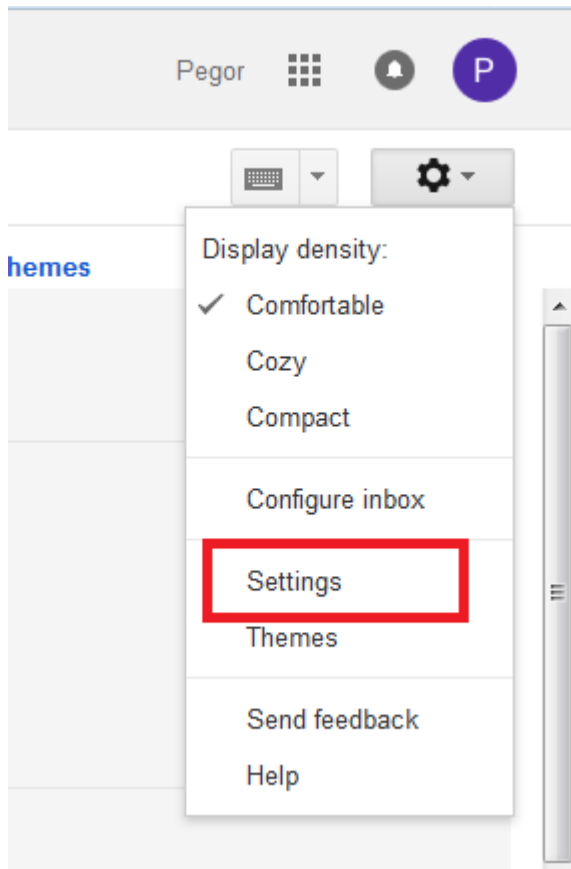 Pegor
P
Display density:
hemes
Comfortable
Cozy
Compact
Configure inbox
Settings
Themes
Send feedback
Help